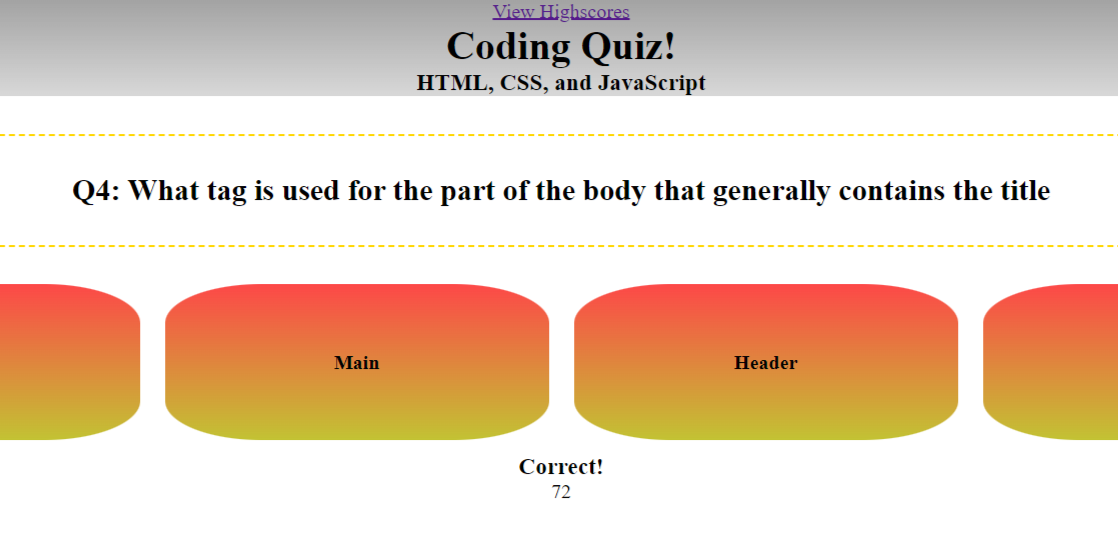 View Highscores
Coding Quiz!
HTML, CSS, and JavaScript
Q4: What tag is used for the part of the body that generally contains the title
Main
Header
Correct!
72